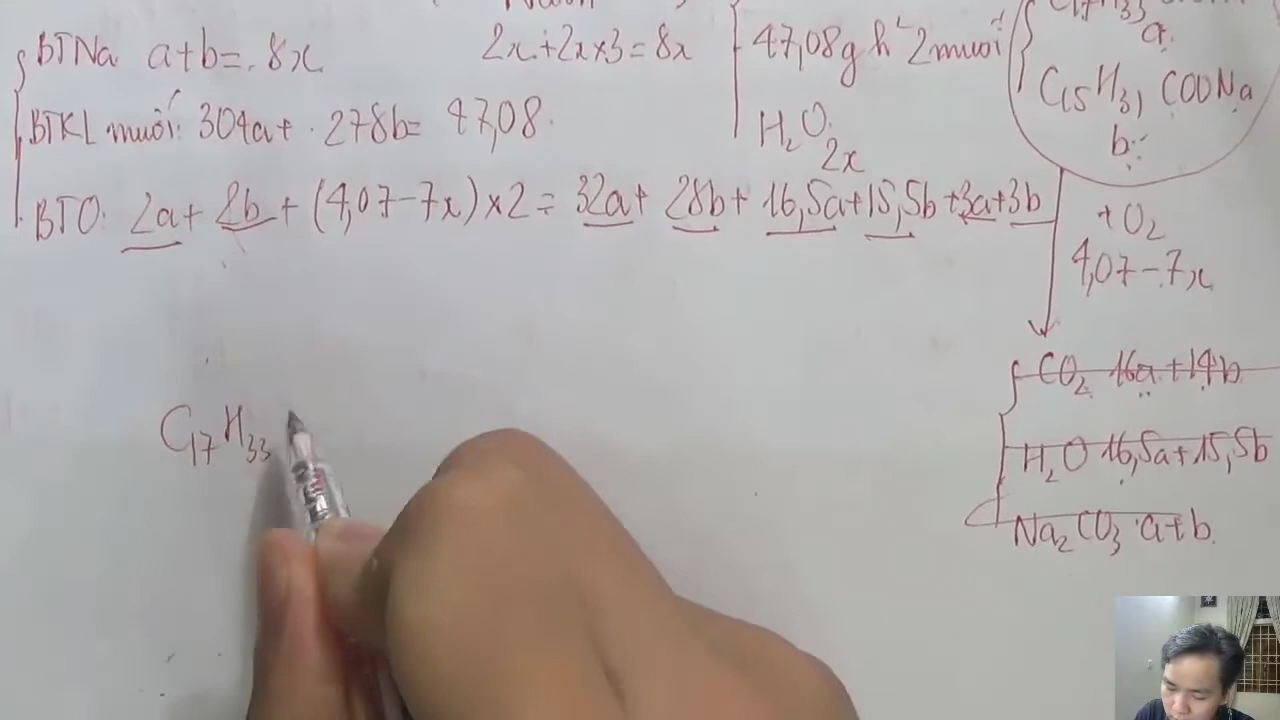 BTNa a+b= 8x
2x+2x×3=8x
47,08g h² 2 muối
a
C15H31COONa
b
BTKL muối: 304a+ 278b= 47,08
H2O
2x
BTO: 2a+ 2b + (4,07-7x)×2 = 32a+ 28b+ 16,5a+15,5b+3a+3b
+O2
4,07-7x
CO2 16a+14b
C17H33
H2O 16,5a+15,5b
Na2CO3 a+b